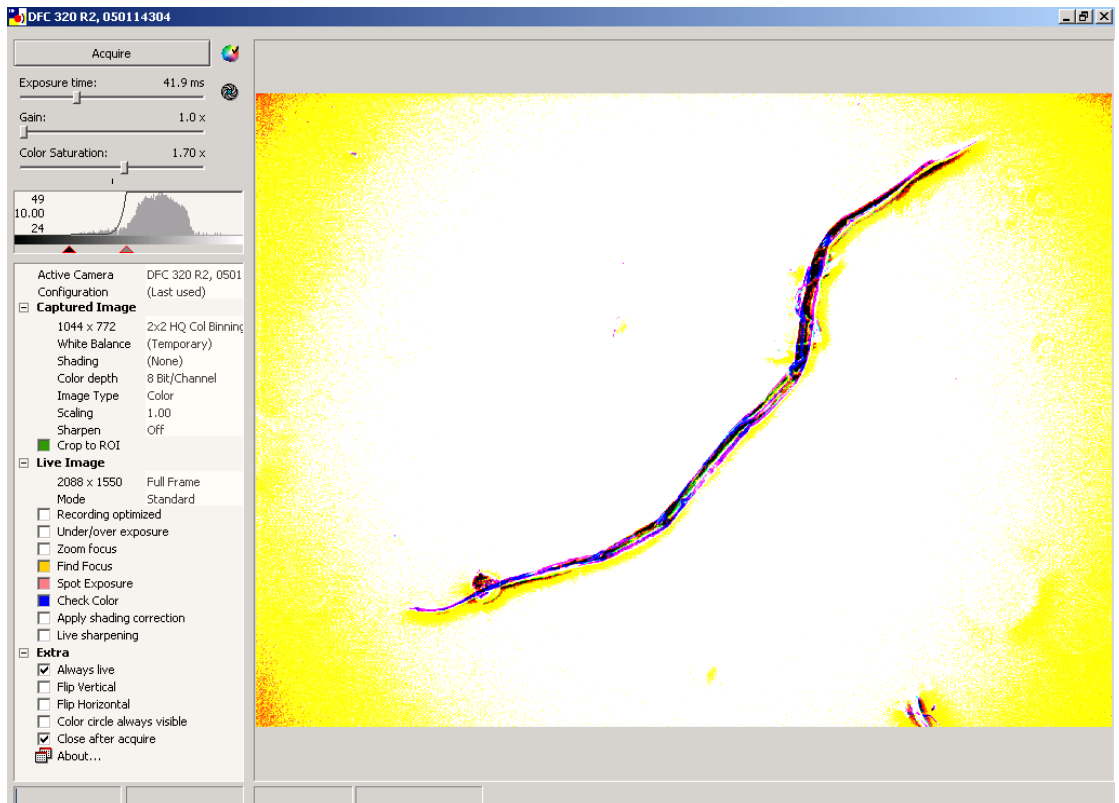 DFC 320 R2, 050114304
Acquire
Exposure time: 41.9 ms
Gain: 1.0 x
Color Saturation: 1.70 x
49
10.00
24
Active Camera DFC 320 R2, 0501
Configuration (Last used)
Captured Image
1044 x 772 2x2 HQ Col Binning
White Balance (Temporary)
Shading (None)
Color depth 8 Bit/Channel
Image Type Color
Scaling 1.00
Sharpen Off
Crop to ROI
Live Image
2088 x 1550 Full Frame
Mode Standard
Recording optimized
Under/over exposure
Zoom focus
Find Focus
Spot Exposure
Check Color
Apply shading correction
Live sharpening
Extra
Always live
Flip Vertical
Flip Horizontal
Color circle always visible
Close after acquire
About...